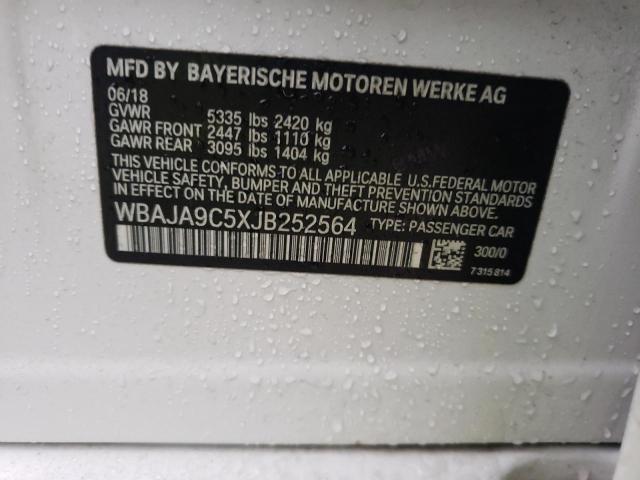 MFD BY BAYERISCHE MOTOREN WERKE AG
06/18
GVWR 5335 lbs 2420 kg
GAWR FRONT 2447 lbs 1110 kg
GAWR REAR 3095 lbs 1404 kg
THIS VEHICLE CONFORMS TO ALL APPLICABLE U.S.FEDERAL MOTOR
VEHICLE SAFETY, BUMPER AND THEFT PREVENTION STANDARDS
IN EFFECT ON THE DATE OF MANUFACTURE SHOWN ABOVE.
WBAJA9C5XJB252564 TYPE: PASSENGER CAR
300/0
7315814